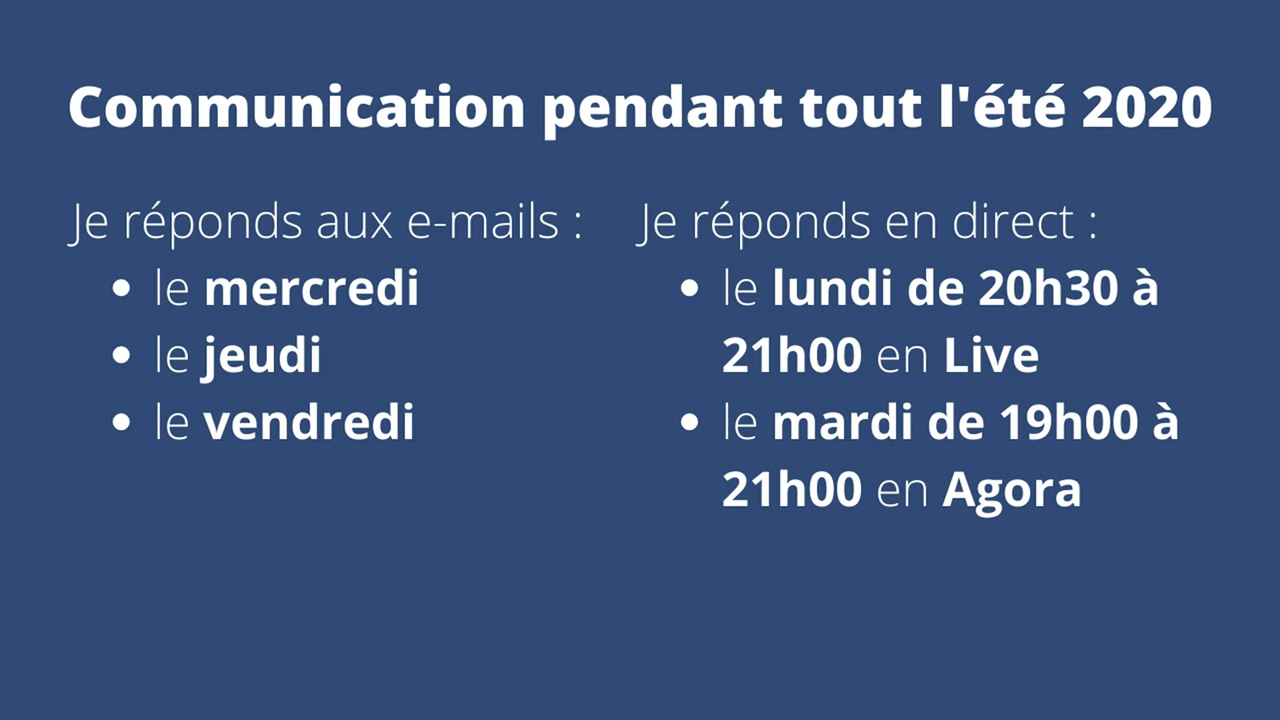 Communication pendant tout l'été 2020
Je réponds aux e-mails :
• le mercredi
• le jeudi
• le vendredi
Je réponds en direct :
• le lundi de 20h30 à
21h00 en Live
• le mardi de 19h00 à
21h00 en Agora